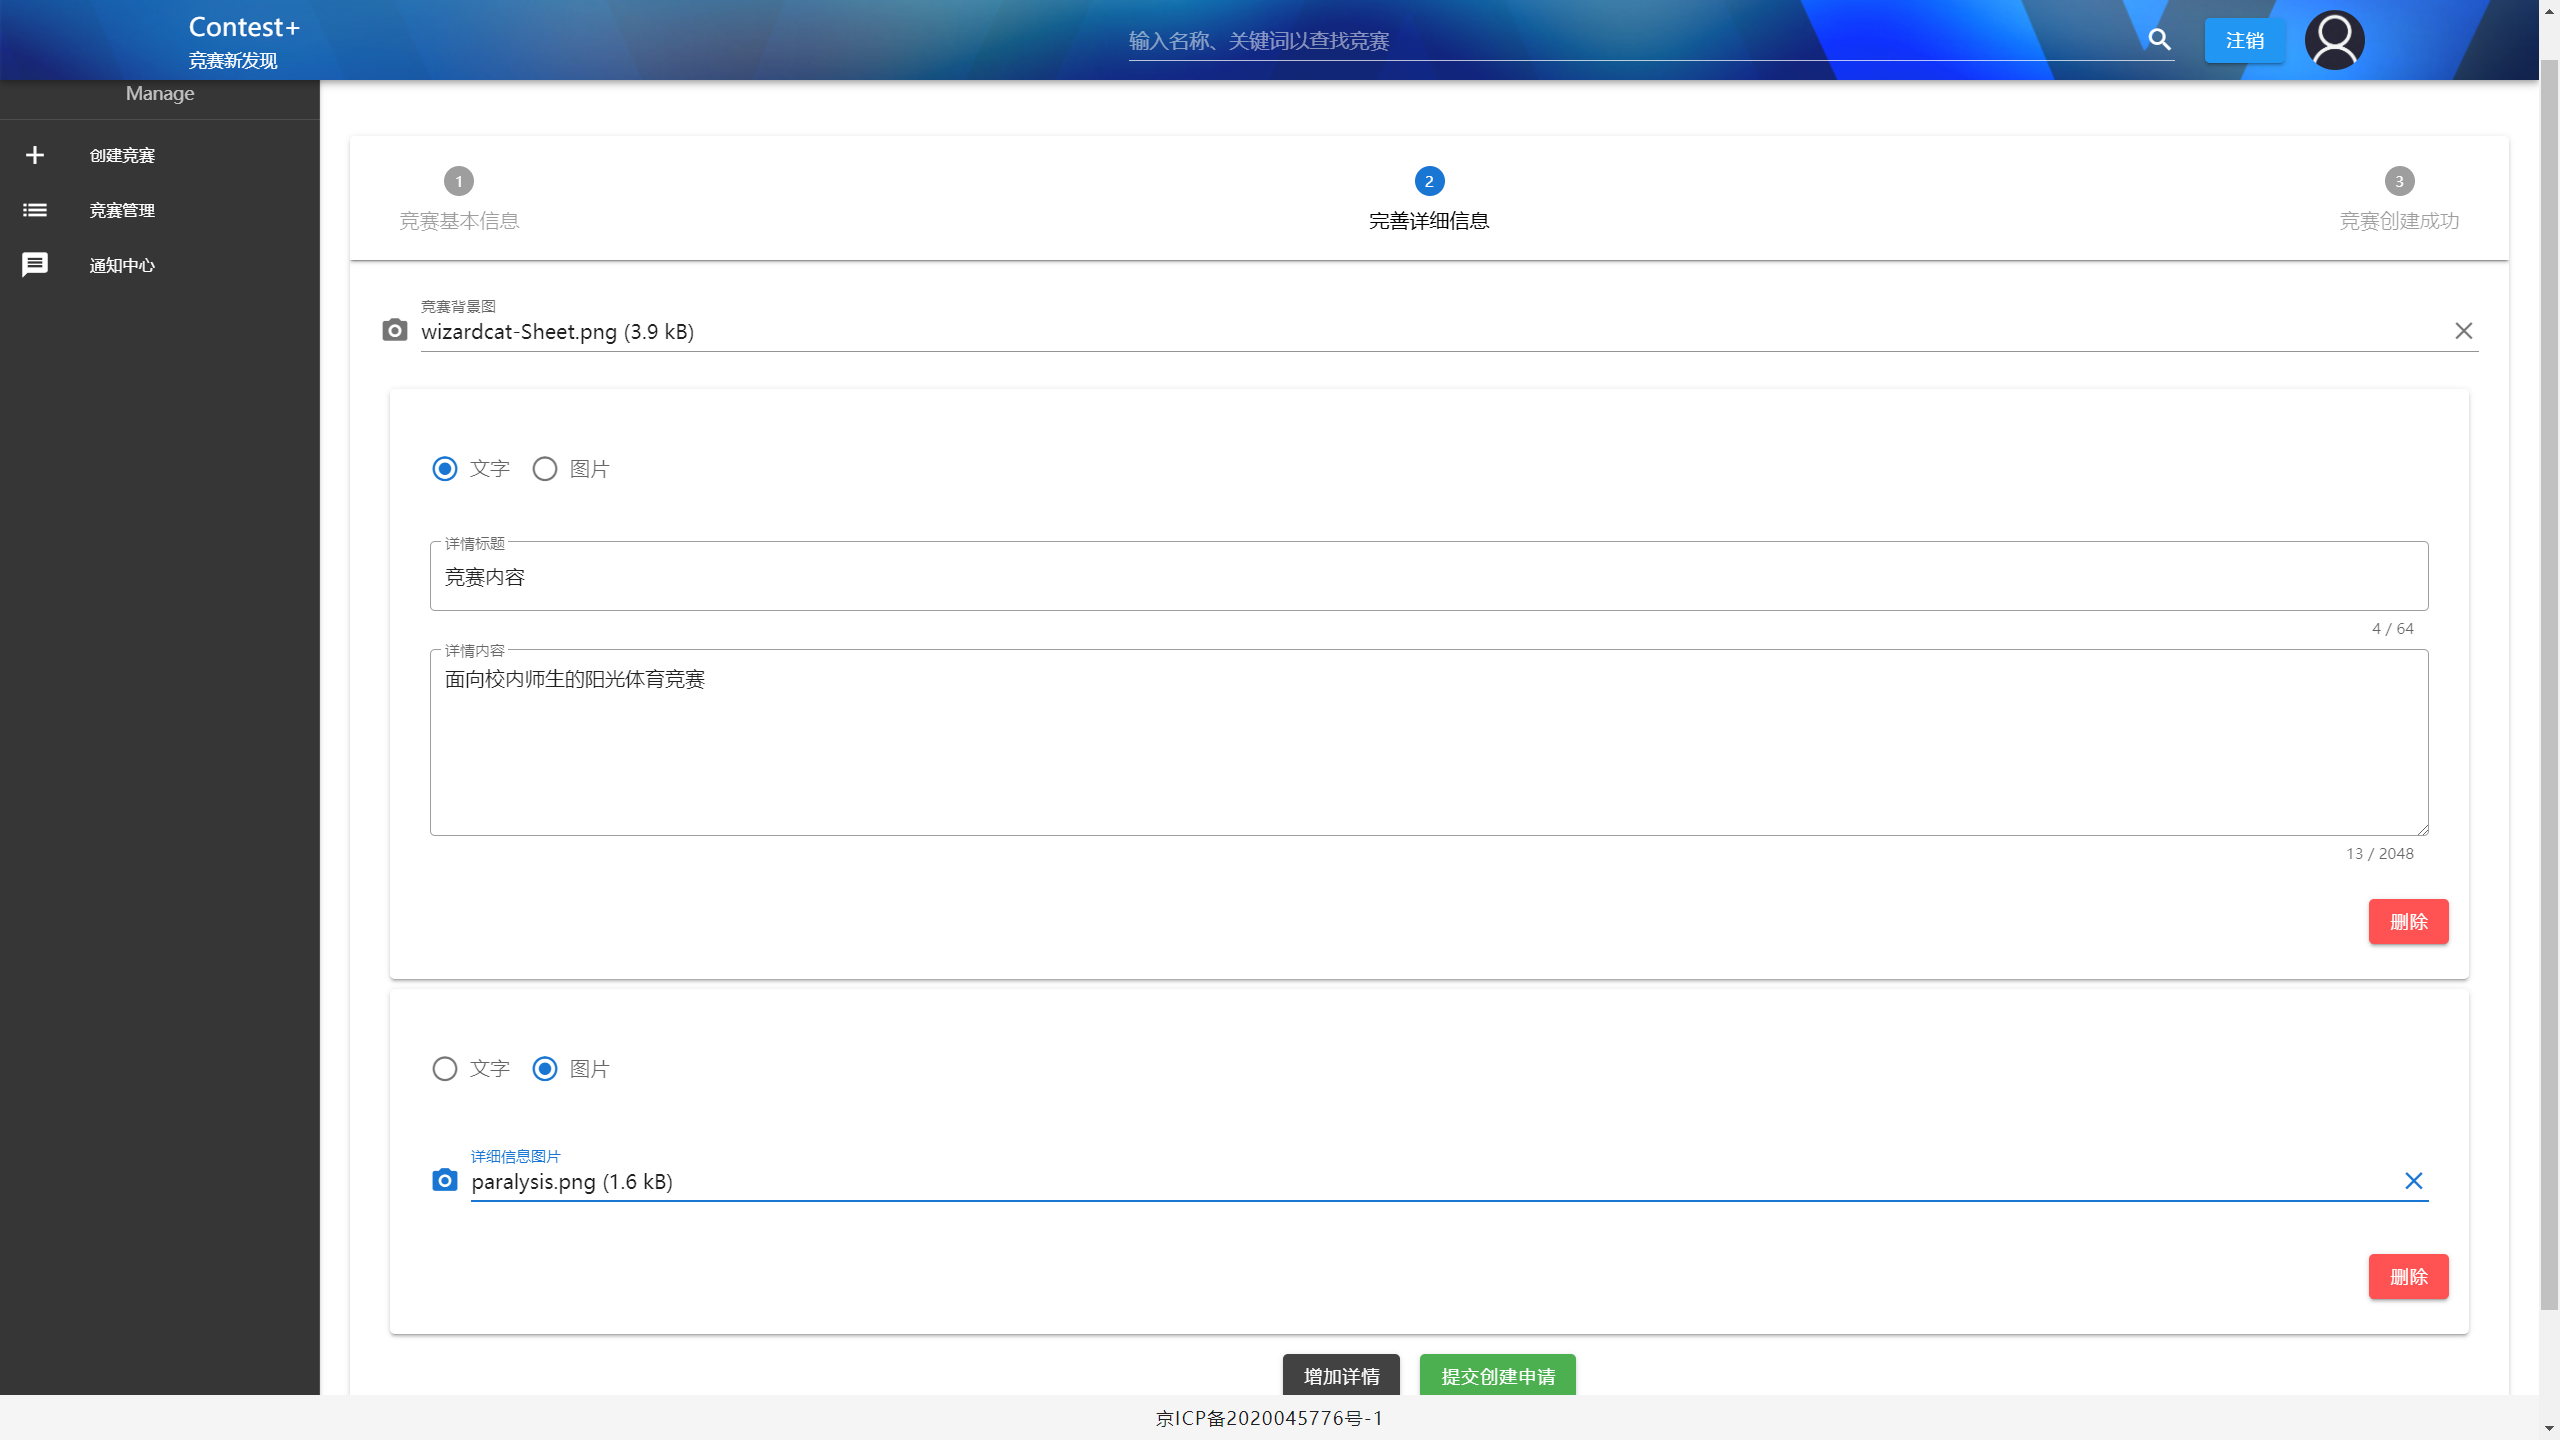 Contest+
竞赛新发现
输入名称、关键词以查找竞赛
注销
Manage
创建竞赛
竞赛管理
通知中心
1
竞赛基本信息
2
完善详细信息
3
竞赛创建成功
竞赛背景图
wizardcat-Sheet.png (3.9 kB)
文字
图片
详情标题
竞赛内容
4 / 64
详情内容
面向校内师生的阳光体育竞赛
13 / 2048
删除
文字
图片
详细信息图片
paralysis.png (1.6 kB)
删除
增加详情
提交创建申请
京ICP备2020045776号-1